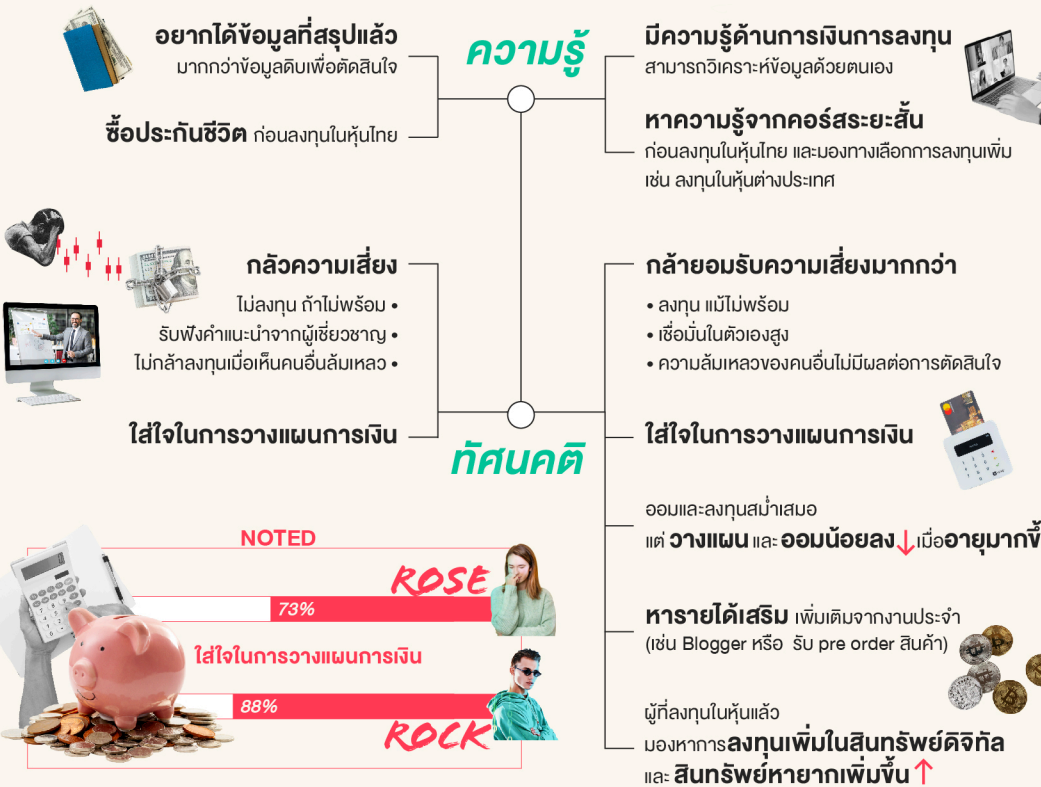 ความรู้
อยากได้ข้อมูลที่สรุปแล้ว
มากกว่าข้อมูลดิบเพื่อตัดสินใจ
ซื้อประกันชีวิต ก่อนลงทุนในหุ้นไทย
มีความรู้ด้านการเงินการลงทุน
สามารถวิเคราะห์ข้อมูลด้วยตนเอง
หาความรู้จากคอร์สระยะสั้น
ก่อนลงทุนในหุ้นไทย และมองทางเลือกการลงทุนเพิ่ม
เช่น ลงทุนในหุ้นต่างประเทศ
ทัศนคติ
กลัวความเสี่ยง
ไม่ลงทุน ถ้าไม่พร้อม •
รับฟังคำแนะนำจากผู้เชี่ยวชาญ •
ไม่กล้าลงทุนเมื่อเห็นคนอื่นล้มเหลว •
ใส่ใจในการวางแผนการเงิน
กล้ายอมรับความเสี่ยงมากกว่า
• ลงทุน แม้ไม่พร้อม
• เชื่อมั่นในตัวเองสูง
• ความล้มเหลวของคนอื่นไม่มีผลต่อการตัดสินใจ
ใส่ใจในการวางแผนการเงิน
ออมและลงทุนสม่ำเสมอ
แต่ วางแผน และ ออมน้อยลง ↓ เมื่ออายุมากขึ้
หารายได้เสริม เพิ่มเติมจากงานประจำ
(เช่น Blogger หรือ รับ pre order สินค้า)
ผู้ที่ลงทุนในหุ้นแล้ว
มองหาการลงทุนเพิ่มในสินทรัพย์ดิจิทัล
และ สินทรัพย์หายากเพิ่มขึ้น ↑
NOTED
ROSE
73%
ใส่ใจในการวางแผนการเงิน
88%
ROCK